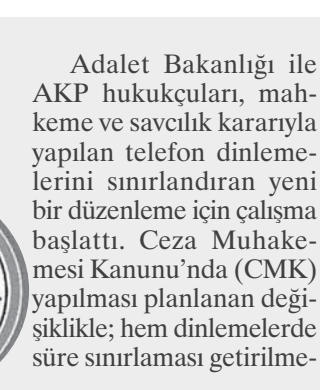 Adalet Bakanlığı ile
AKP hukukçuları, mah-
keme ve savcılık kararıyla
yapılan telefon dinleme-
lerini sınırlandıran yeni
bir düzenleme için çalışma
başlattı. Ceza Muhake-
mesi Kanunu’nda (CMK)
yapılması planlanan deği-
şiklikle; hem dinlemelerde
süre sınırlaması getirilme-